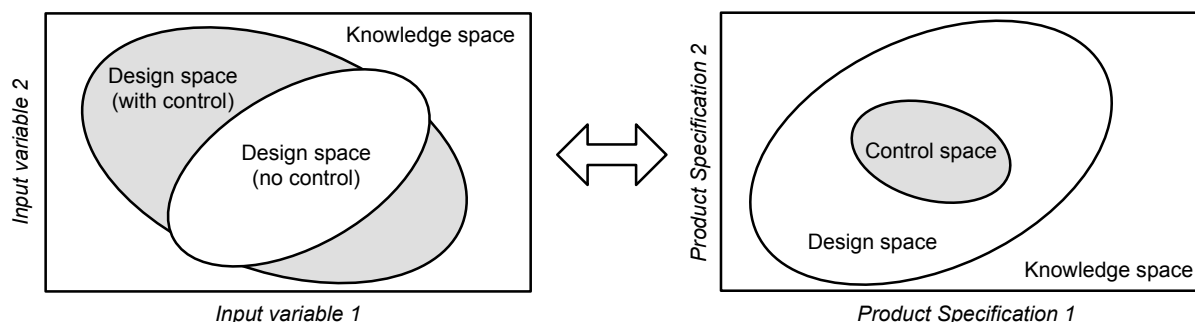 Knowledge space
Design space
(with control)
Design space
(no control)
Input variable 2
Input variable 1
Control space
Design space
Knowledge space
Product Specification 2
Product Specification 1